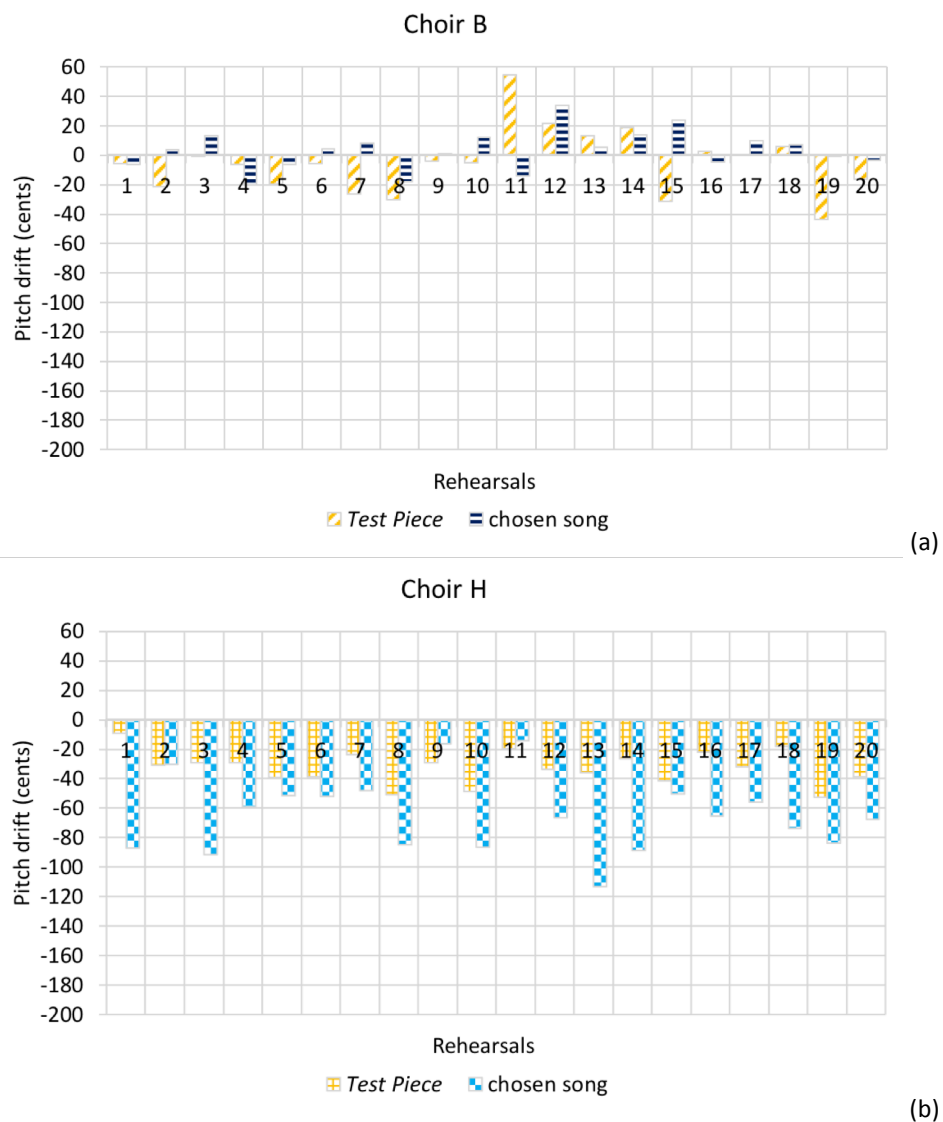 Choir B
60
40
20
0
-20
-40
-60
-80
-100
-120
-140
-160
-180
-200
Pitch drift (cents)
1 2 3 4 5 6 7 8 9 10 11 12 13 14 15 16 17 18 19 20
Rehearsals
Test Piece chosen song
(a)
Choir H
60
40
20
0
-20
-40
-60
-80
-100
-120
-140
-160
-180
-200
Pitch drift (cents)
1 2 3 4 5 6 7 8 9 10 11 12 13 14 15 16 17 18 19 20
Rehearsals
Test Piece chosen song
(b)